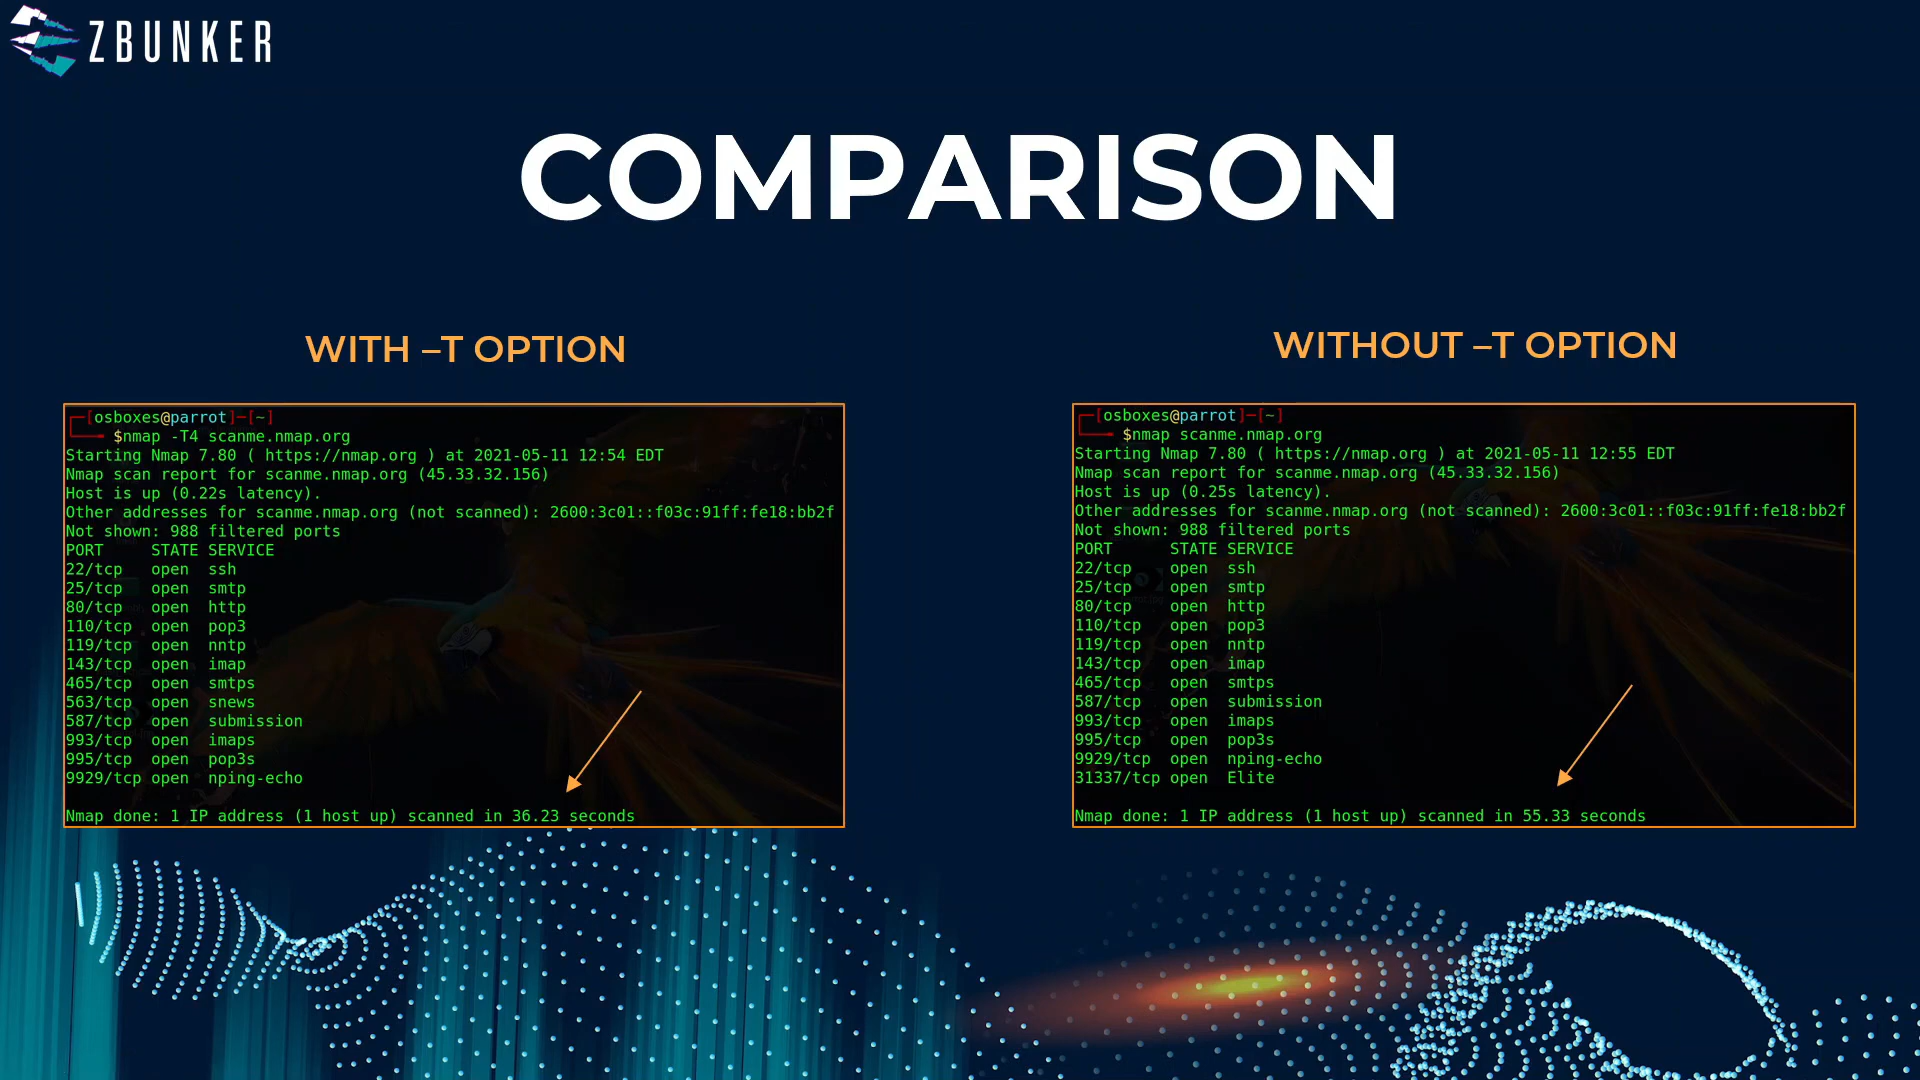 ZBUNKER
COMPARISON
WITH –T OPTION
┌─[osboxes@parrot]─[~]
└──╼ $nmap -T4 scanme.nmap.org
Starting Nmap 7.80 ( https://nmap.org ) at 2021-05-11 12:54 EDT
Nmap scan report for scanme.nmap.org (45.33.32.156)
Host is up (0.22s latency).
Other addresses for scanme.nmap.org (not scanned): 2600:3c01::f03c:91ff:fe18:bb2f
Not shown: 988 filtered ports
PORT     STATE SERVICE
22/tcp   open  ssh
25/tcp   open  smtp
80/tcp   open  http
110/tcp  open  pop3
119/tcp  open  nntp
143/tcp  open  imap
465/tcp  open  smtps
563/tcp  open  snews
587/tcp  open  submission
993/tcp  open  imaps
995/tcp  open  pop3s
9929/tcp open  nping-echo
Nmap done: 1 IP address (1 host up) scanned in 36.23 seconds
WITHOUT –T OPTION
┌─[osboxes@parrot]─[~]
└──╼ $nmap scanme.nmap.org
Starting Nmap 7.80 ( https://nmap.org ) at 2021-05-11 12:55 EDT
Nmap scan report for scanme.nmap.org (45.33.32.156)
Host is up (0.25s latency).
Other addresses for scanme.nmap.org (not scanned): 2600:3c01::f03c:91ff:fe18:bb2f
Not shown: 988 filtered ports
PORT      STATE SERVICE
22/tcp    open  ssh
25/tcp    open  smtp
80/tcp    open  http
110/tcp   open  pop3
119/tcp   open  nntp
143/tcp   open  imap
465/tcp   open  smtps
587/tcp   open  submission
993/tcp   open  imaps
995/tcp   open  pop3s
9929/tcp  open  nping-echo
31337/tcp open  Elite
Nmap done: 1 IP address (1 host up) scanned in 55.33 seconds